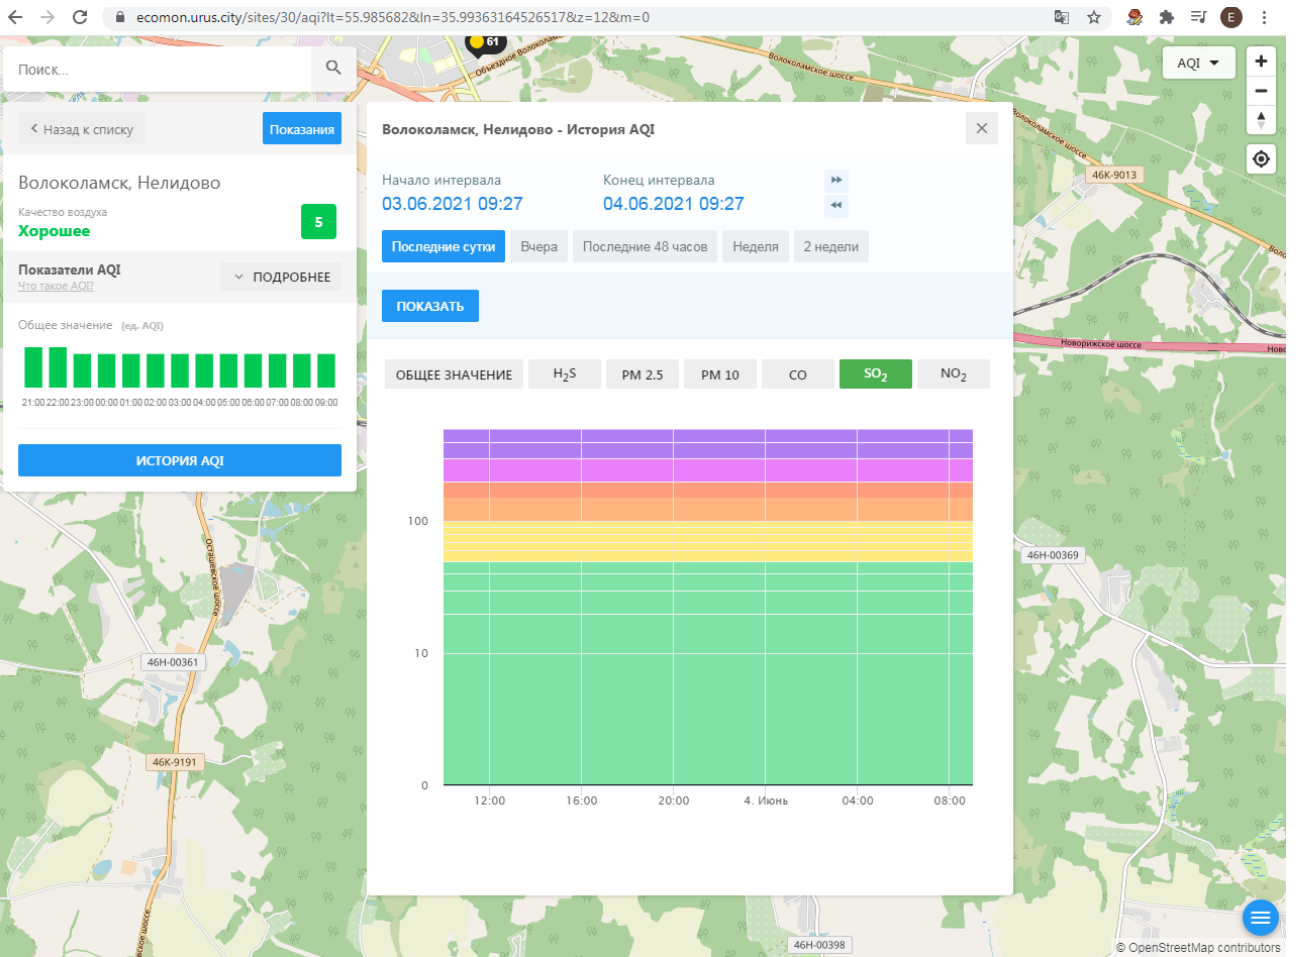 ecomon.urus.city/sites/30/aqi?lt=55.985682&ln=35.99363164526517&z=12&m=0
E
61
Объездное Волоколамское
Волоколамское шоссе
Поиск...
AQI
Назад к списку
Показания
Волоколамск, Нелидово - История AQI
Волоколамск, Нелидово
Качество воздуха
Хорошее
5
Начало интервала
Конец интервала
03.06.2021 09:27
04.06.2021 09:27
Последние сутки
Вчера
Последние 48 часов
Неделя
2 недели
Показатели AQI
Что такое AQI?
ПОДРОБНЕЕ
ПОКАЗАТЬ
Общее значение (ед. AQI)
21:00 22:00 23:00 00:00 01:00 02:00 03:00 04:00 05:00 06:00 07:00 08:00 09:00
ИСТОРИЯ AQI
ОБЩЕЕ ЗНАЧЕНИЕ
H₂S
PM 2.5
PM 10
CO
SO₂
NO₂
100
10
0
12:00
16:00
20:00
4. Июнь
04:00
08:00
Волоколамское шоссе
46К-9013
Новорижское шоссе
46Н-00369
Осташевское шоссе
46Н-00361
46К-9191
46Н-00398
© OpenStreetMap contributors